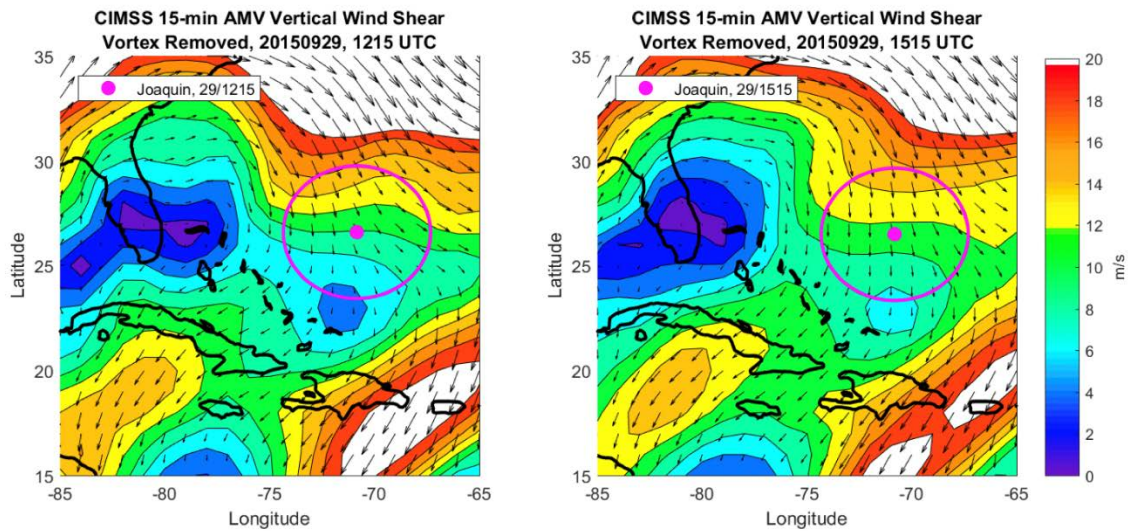 CIMSS 15-min AMV Vertical Wind Shear
Vortex Removed, 20150929, 1215 UTC
Joaquin, 29/1215
35
30
25
20
15
Latitude
-85
-80
-75
-70
-65
Longitude
CIMSS 15-min AMV Vertical Wind Shear
Vortex Removed, 20150929, 1515 UTC
Joaquin, 29/1515
35
30
25
20
15
Latitude
-85
-80
-75
-70
-65
Longitude
20
18
16
14
12
10
8
6
4
2
0
m/s